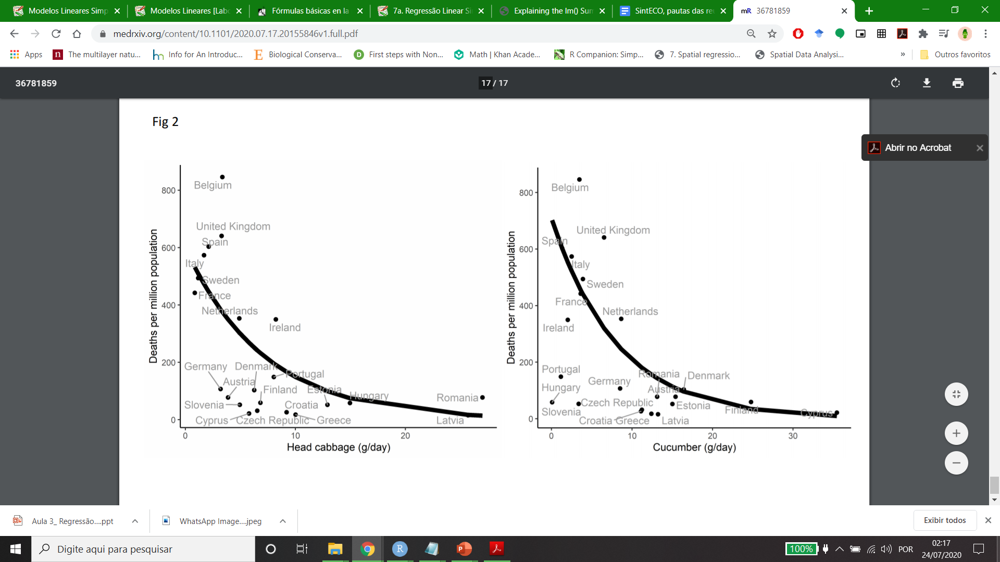 Modelos Lineares Simp
Modelos Lineares [Labo
Fórmulas básicas en la
7a. Regressão Linear Si
Explaining the lm() Sum
SintECO, pautas das re
mR 36781859
medrxiv.org/content/10.1101/2020.07.17.20155846v1.full.pdf
Apps
n The multilayer natu...
Info for An Introduc...
E Biological Conserva...
D First steps with Non...
Math | Khan Acade...
R Companion: Simp...
7. Spatial regressio...
Spatial Data Analysi...
»
Outros favoritos
36781859
17 / 17
Abrir no Acrobat
Fig 2
Deaths per million population
800
600
400
200
0
Belgium
United Kingdom
Spain
Italy
Sweden
France
Netherlands
Ireland
Germany
Denmark
Portugal
Austria
Finland
Estonia
Hungary
Romania
Slovenia
Croatia
Cyprus
Czech Republic
Greece
Latvia
0
10
20
Head cabbage (g/day)
Deaths per million population
800
600
400
200
0
Belgium
United Kingdom
Spain
Italy
Sweden
France
Netherlands
Ireland
Portugal
Romania
Denmark
Germany
Hungary
Austria
Czech Republic
Estonia
Slovenia
Finland
Cyprus
Croatia
Greece
Latvia
0
10
20
30
Cucumber (g/day)
Aula 3_ Regressão....ppt
WhatsApp Image....jpeg
Exibir todos
Digite aqui para pesquisar
R
P
100%
POR
02:17
24/07/2020